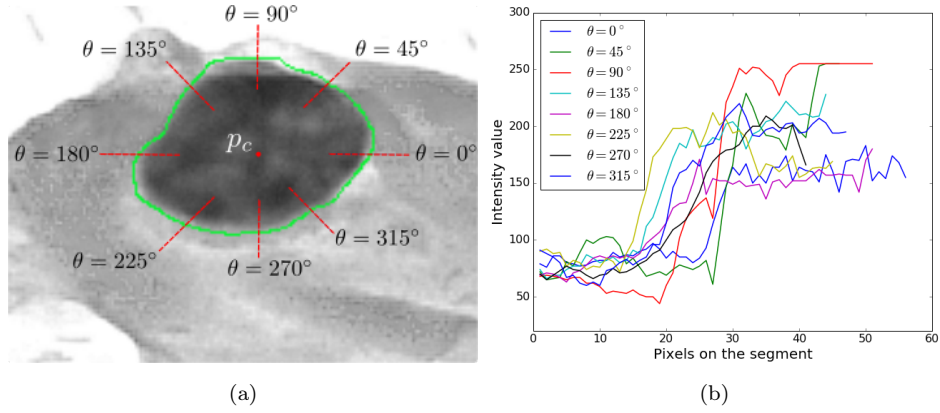 θ = 90°
θ = 135°
θ = 45°
p_c
θ = 180°
θ = 0°
θ = 225°
θ = 315°
θ = 270°
(a)
300
250
200
150
100
50
0
10
20
30
40
50
60
Intensity value
Pixels on the segment
θ = 0°
θ = 45°
θ = 90°
θ = 135°
θ = 180°
θ = 225°
θ = 270°
θ = 315°
(b)